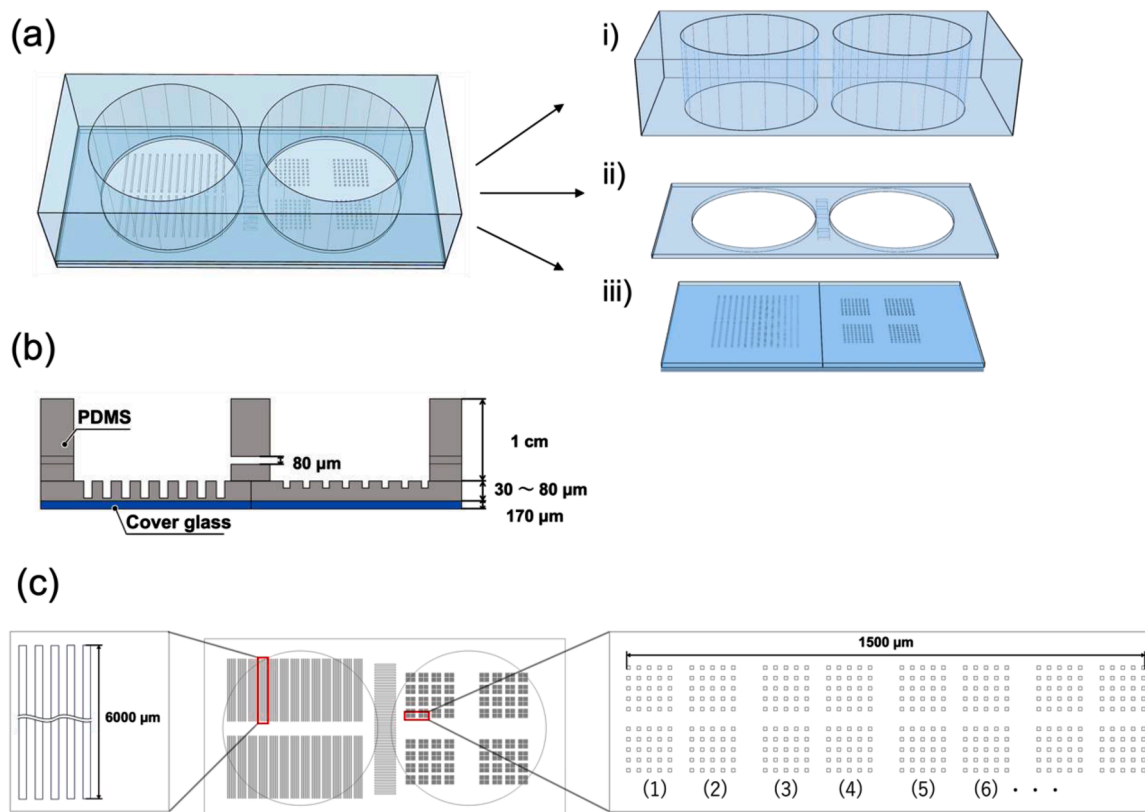 (a)
i)
ii)
iii)
(b)
PDMS
80 µm
1 cm
30 ～ 80 µm
170 µm
Cover glass
(c)
6000 µm
1500 µm
(1) (2) (3) (4) (5) (6) · · ·